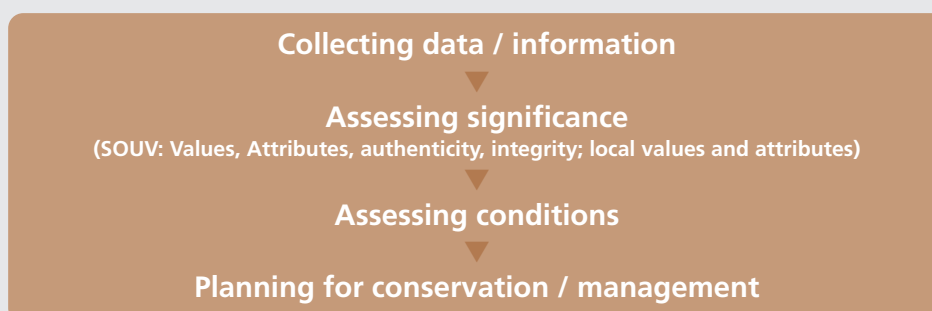 Collecting data / information
Assessing significance
(SOUV: Values, Attributes, authenticity, integrity; local values and attributes)
Assessing conditions
Planning for conservation / management